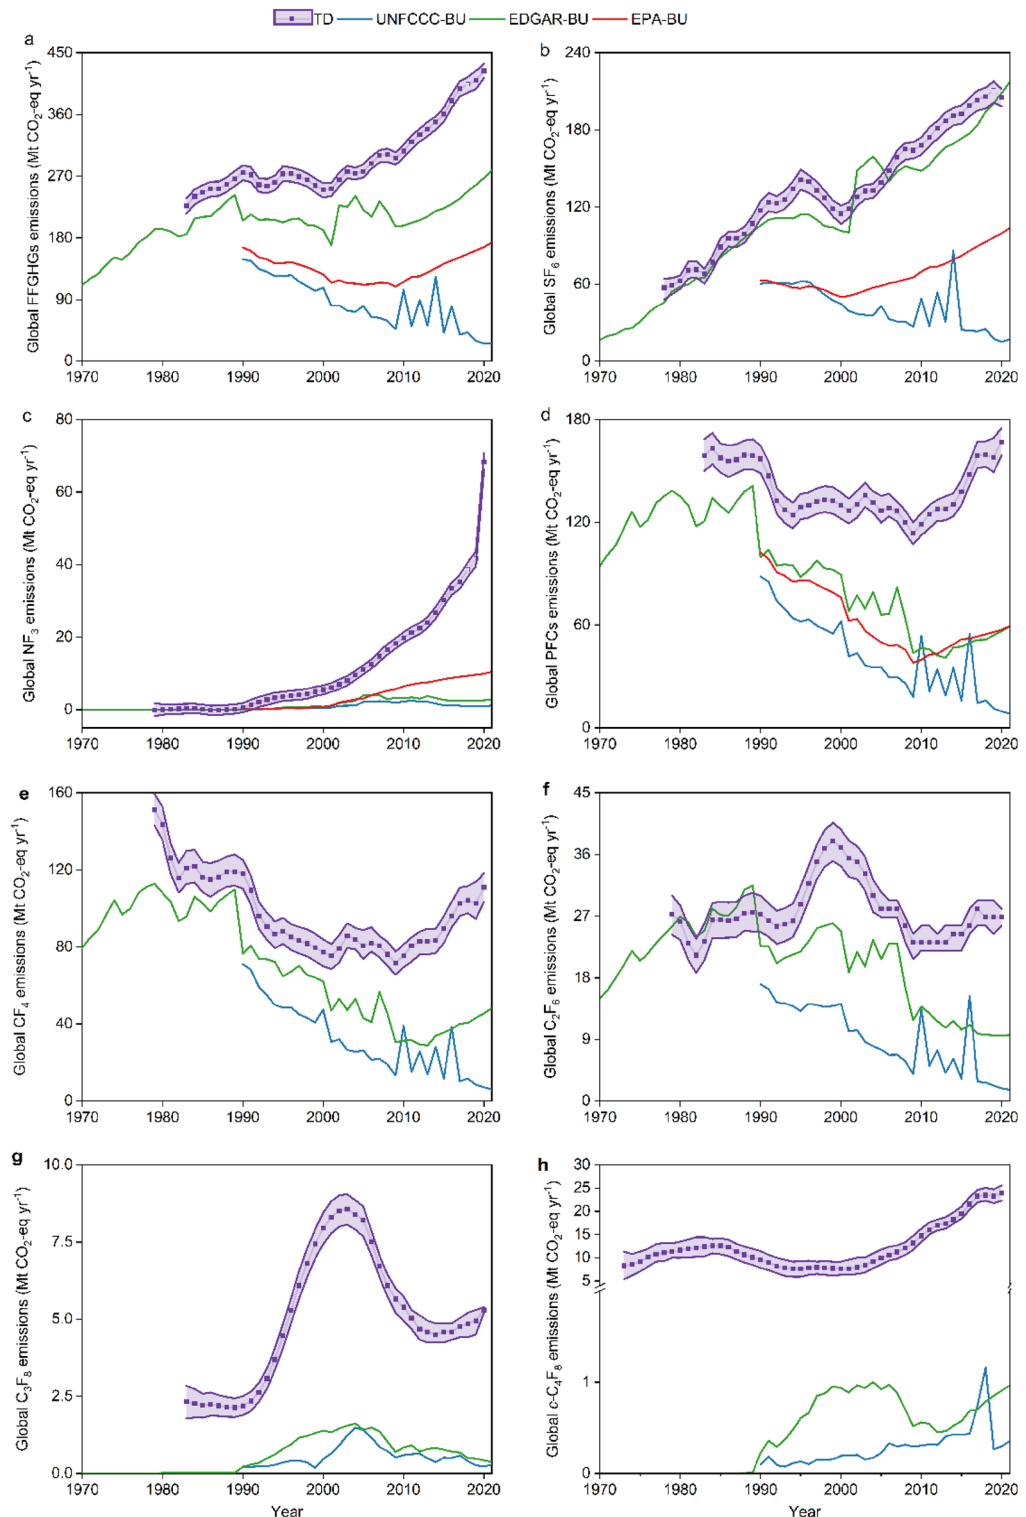 TD UNFCCC-BU EDGAR-BU EPA-BU
a
Global FFGHGs emissions (Mt CO₂-eq yr⁻¹)
450
360
270
180
90
0
1970 1980 1990 2000 2010 2020
b
Global SF₆ emissions (Mt CO₂-eq yr⁻¹)
240
180
120
60
0
1970 1980 1990 2000 2010 2020
c
Global NF₃ emissions (Mt CO₂-eq yr⁻¹)
80
60
40
20
0
1970 1980 1990 2000 2010 2020
d
Global PFCs emissions (Mt CO₂-eq yr⁻¹)
180
120
60
0
1970 1980 1990 2000 2010 2020
e
Global CF₄ emissions (Mt CO₂-eq yr⁻¹)
160
120
80
40
0
1970 1980 1990 2000 2010 2020
f
Global C₂F₆ emissions (Mt CO₂-eq yr⁻¹)
45
36
27
18
9
0
1970 1980 1990 2000 2010 2020
g
Global C₃F₈ emissions (Mt CO₂-eq yr⁻¹)
10.0
7.5
5.0
2.5
0.0
1970 1980 1990 2000 2010 2020
Year
h
Global c-C₄F₈ emissions (Mt CO₂-eq yr⁻¹)
30
25
20
15
10
5
1
0
1970 1980 1990 2000 2010 2020
Year